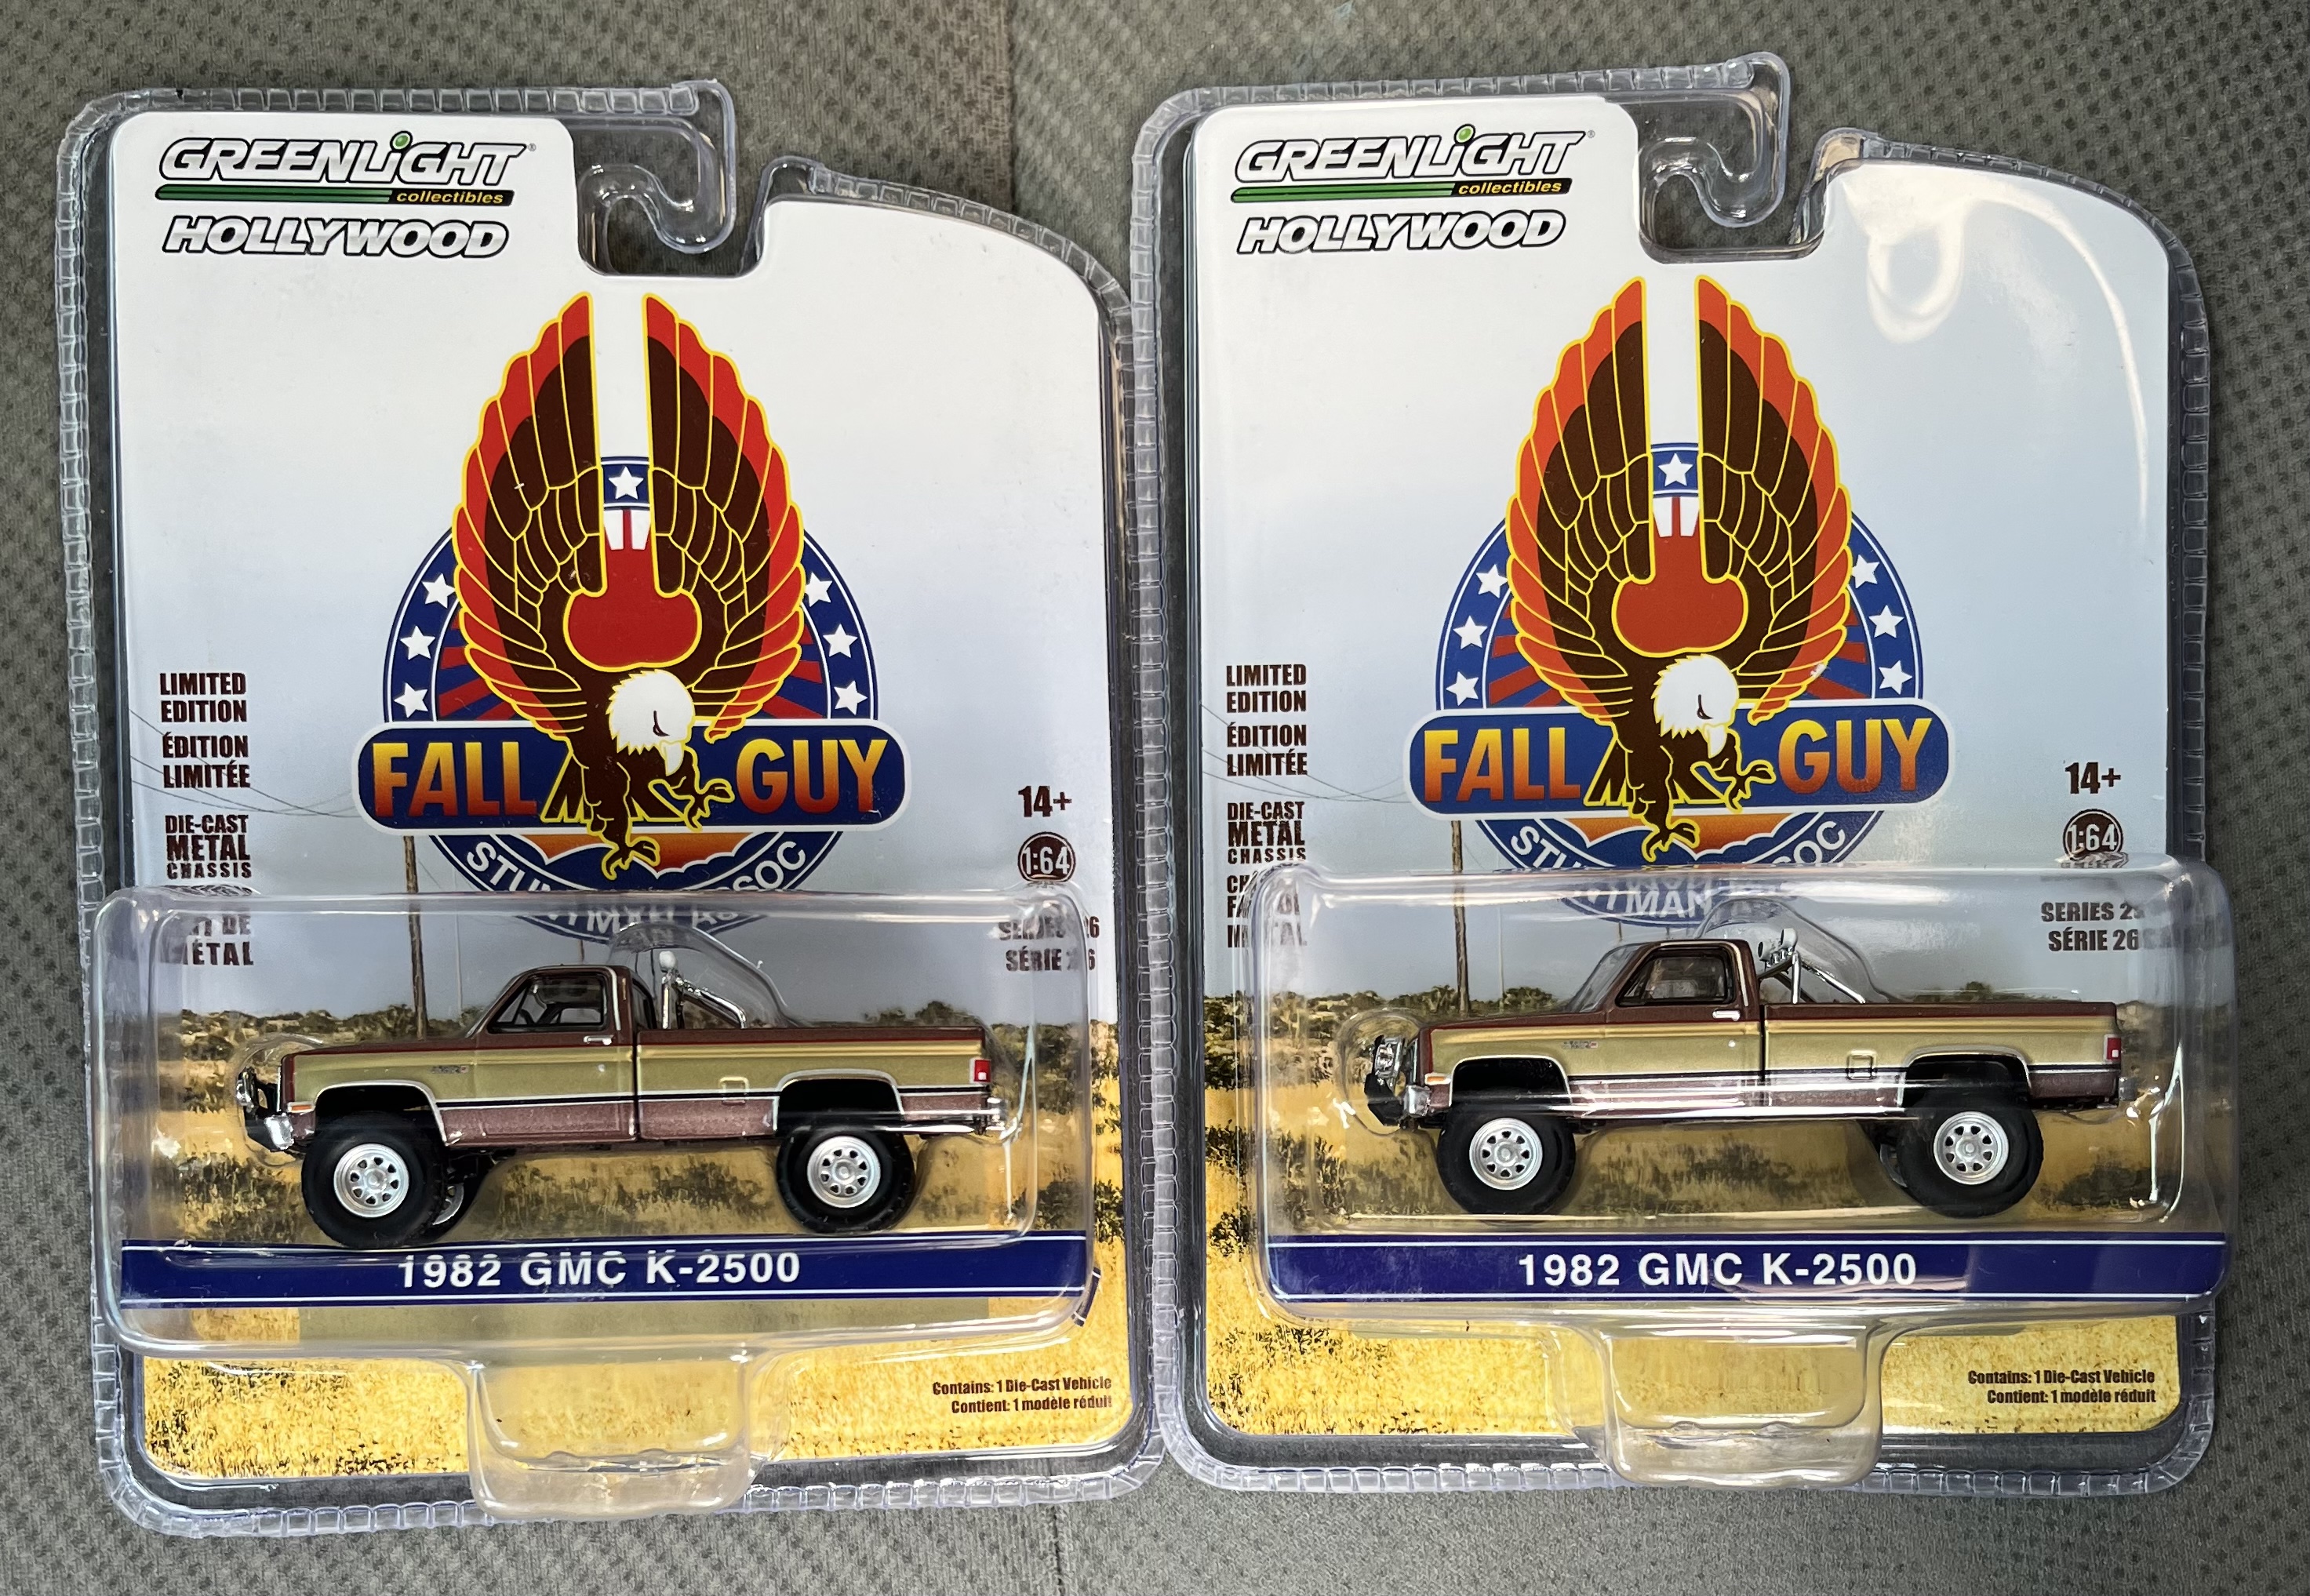 GREENLiGHT®
collectibles
HOLLYWOOD
FALL GUY
LIMITED
EDITION
ÉDITION
LIMITÉE
DIE-CAST
METAL
CHASSIS
DE
MÉTAL
14+
1:64
SÉRIE
1982 GMC K-2500
Contains: 1 Die-Cast Vehicle
Contient: 1 modèle réduit
GREENLiGHT®
collectibles
HOLLYWOOD
FALL GUY
LIMITED
EDITION
ÉDITION
LIMITÉE
DIE-CAST
METAL
CHASSIS
14+
1:64
SERIES
SÉRIE 26
1982 GMC K-2500
Contains: 1 Die-Cast Vehicle
Contient: 1 modèle réduit